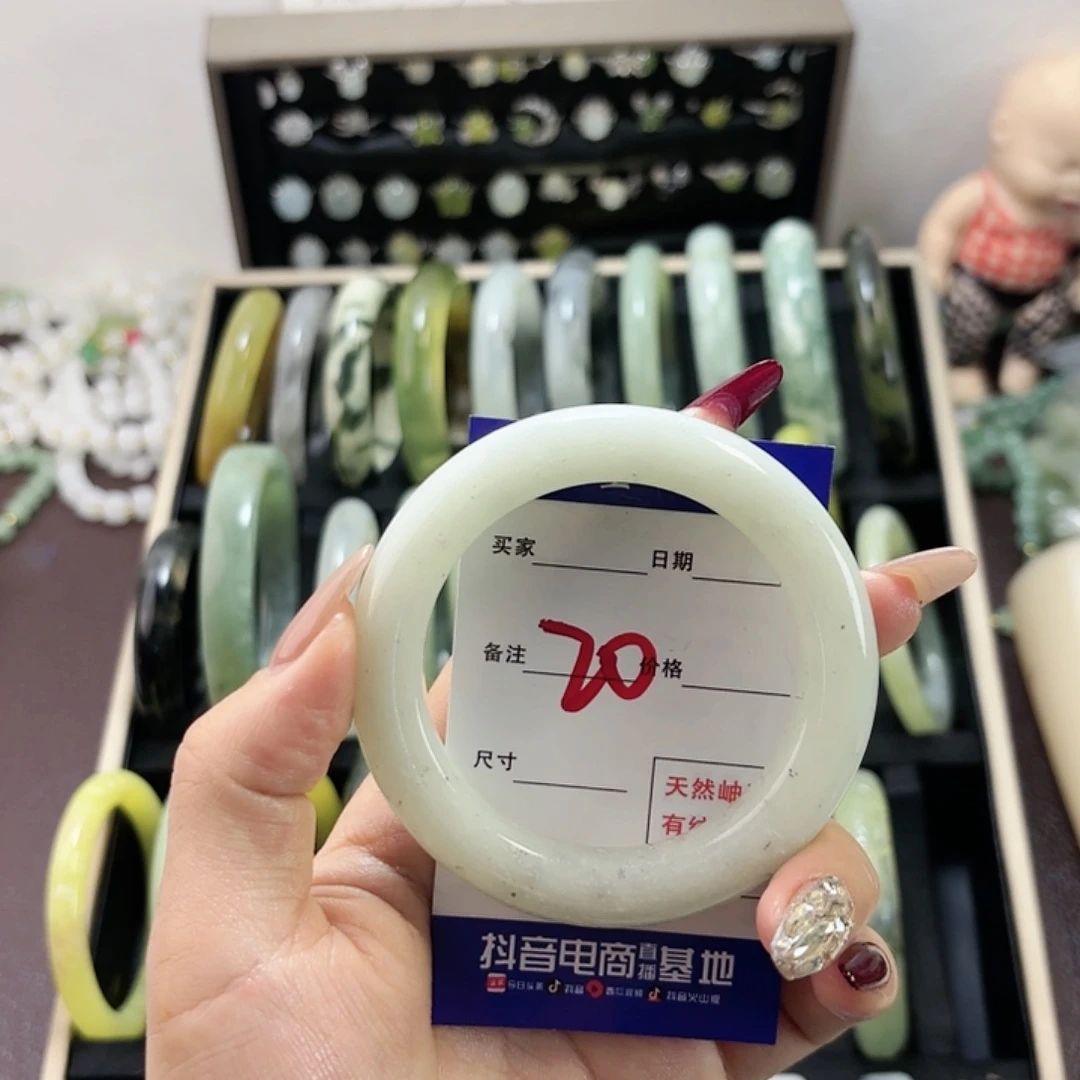 买家 日期
备注 20 价格
尺寸
天然岫
有
抖音电商直播基地
今日头条 抖音 西瓜视频 抖音火山版